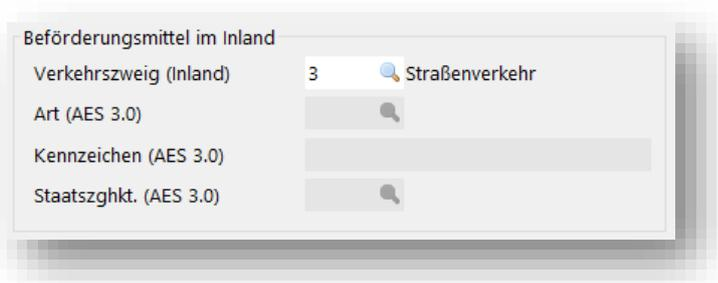 Beförderungsmittel im Inland
Verkehrszweig (Inland) 3 Straßenverkehr
Art (AES 3.0)
Kennzeichen (AES 3.0)
Staatszghkt. (AES 3.0)